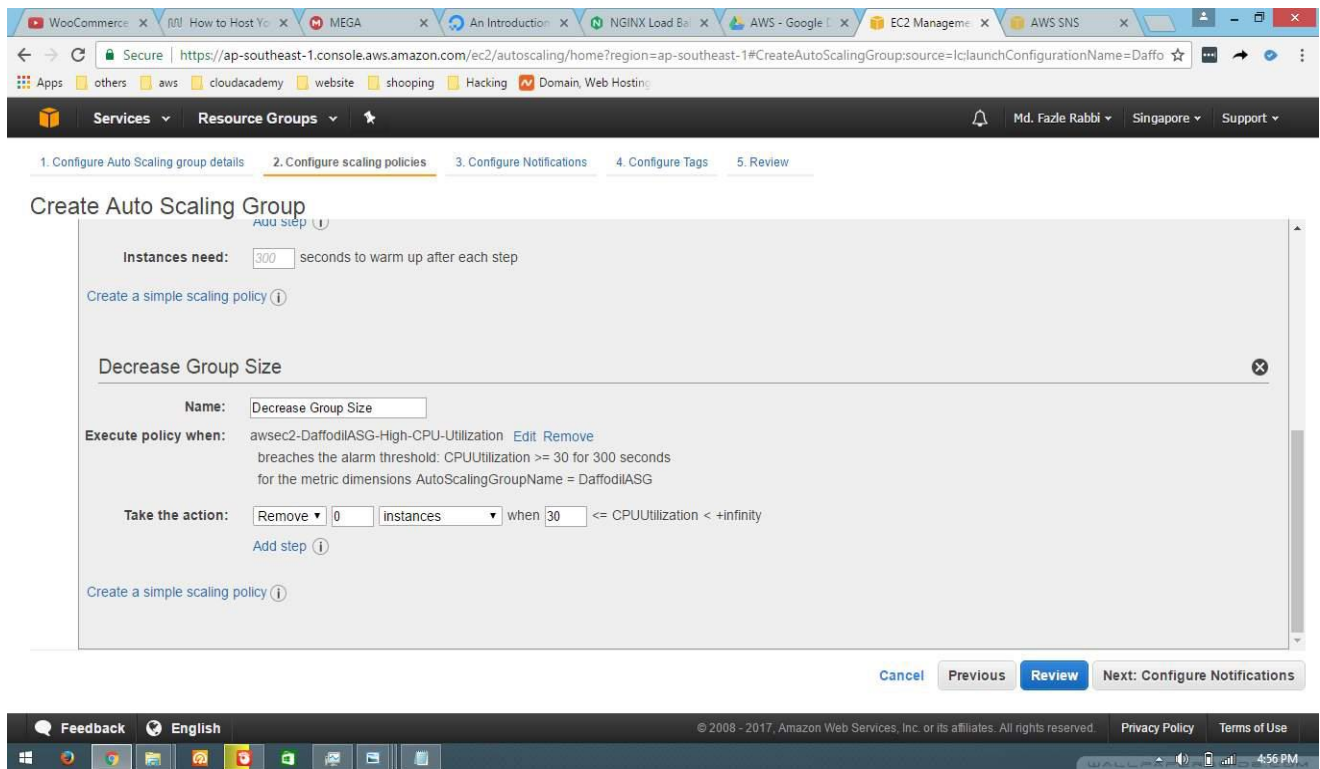 WooCommerce
How to Host Yo
MEGA
An Introduction
NGINX Load Ba
AWS - Google D
EC2 Manageme
AWS SNS
Secure | https://ap-southeast-1.console.aws.amazon.com/ec2/autoscaling/home?region=ap-southeast-1#CreateAutoScalingGroup:source=lc;launchConfigurationName=Daffo
Apps others aws cloudacademy website shooping Hacking Domain, Web Hosting
Services Resource Groups Md. Fazle Rabbi Singapore Support
1. Configure Auto Scaling group details 2. Configure scaling policies 3. Configure Notifications 4. Configure Tags 5. Review
Create Auto Scaling Group
Add step
Instances need: 300 seconds to warm up after each step
Create a simple scaling policy
Decrease Group Size
Name: Decrease Group Size
Execute policy when: awsec2-DaffodilASG-High-CPU-Utilization Edit Remove
breaches the alarm threshold: CPUUtilization >= 30 for 300 seconds
for the metric dimensions AutoScalingGroupName = DaffodilASG
Take the action: Remove 0 instances when 30 <= CPUUtilization < +infinity
Add step
Create a simple scaling policy
Cancel Previous Review Next: Configure Notifications
Feedback English © 2008 - 2017, Amazon Web Services, Inc. or its affiliates. All rights reserved. Privacy Policy Terms of Use
4:56 PM